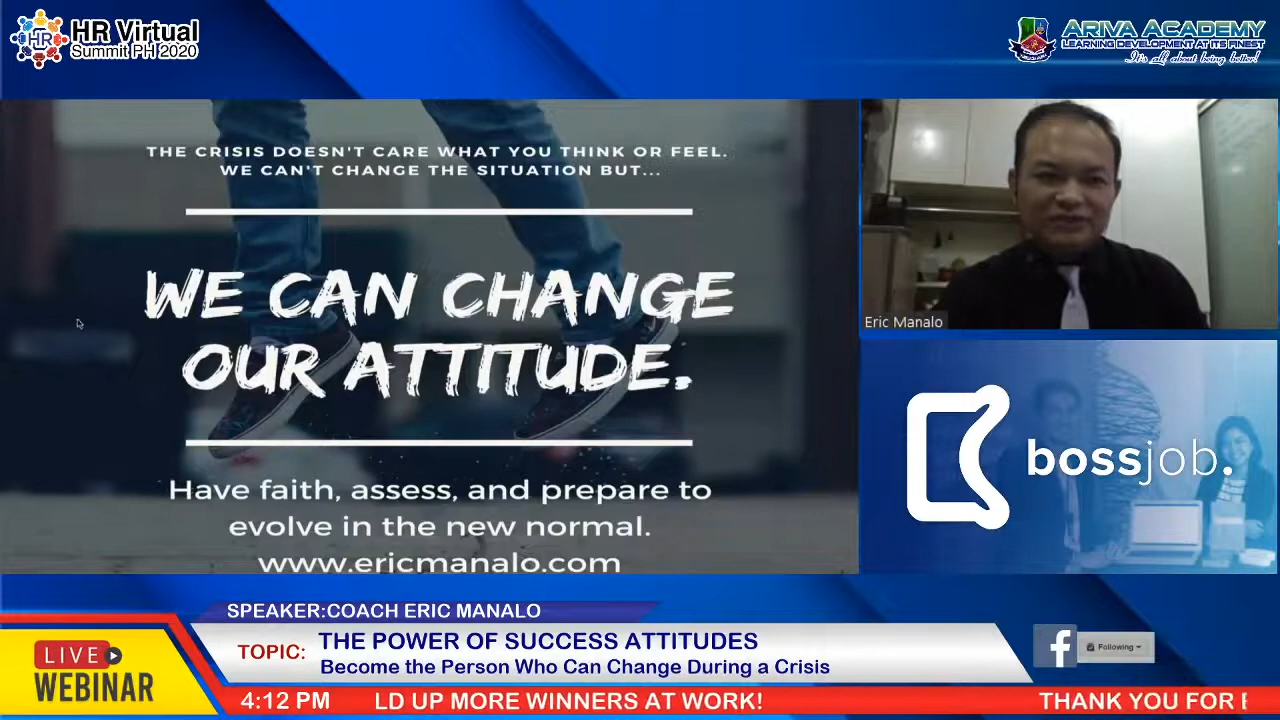 HR
HR Virtual
Summit PH 2020
ARIVA ACADEMY
LEARNING DEVELOPMENT AT ITS FINEST
It's all about being better!
THE CRISIS DOESN'T CARE WHAT YOU THINK OR FEEL.
WE CAN'T CHANGE THE SITUATION BUT...
WE CAN CHANGE
OUR ATTITUDE.
Have faith, assess, and prepare to
evolve in the new normal.
www.ericmanalo.com
Eric Manalo
bossjob.
SPEAKER:COACH ERIC MANALO
TOPIC: THE POWER OF SUCCESS ATTITUDES
Become the Person Who Can Change During a Crisis
Following
LIVE
WEBINAR
4:12 PM LD UP MORE WINNERS AT WORK! THANK YOU FOR